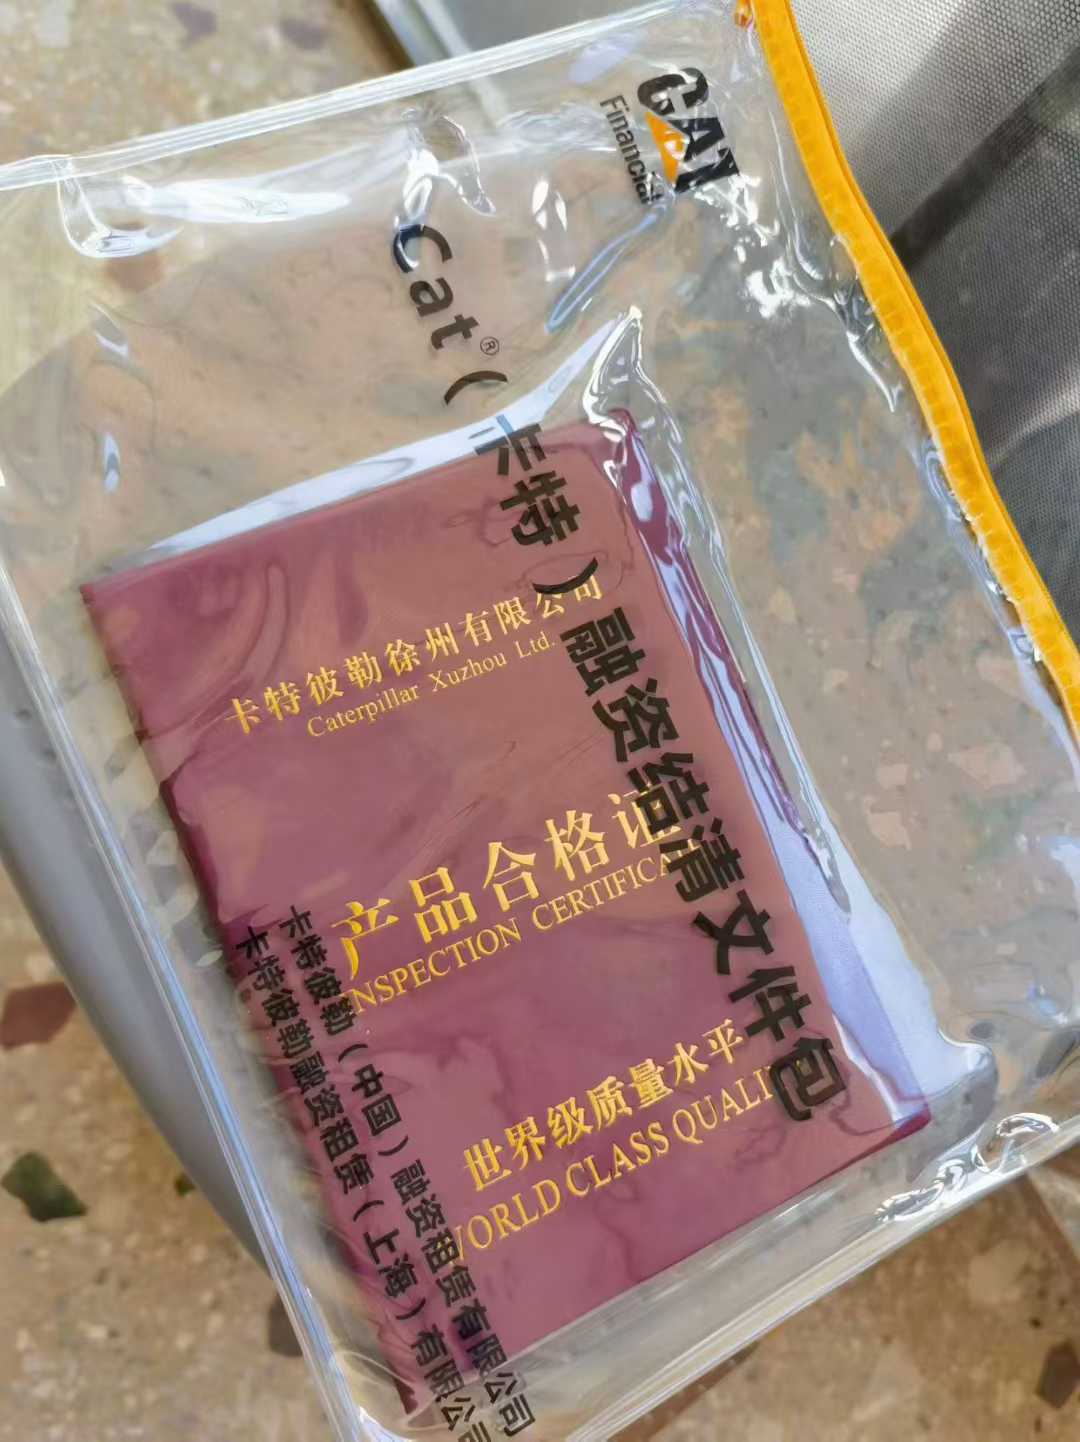 CAT
Financial
Cat®(卡特)融资结清文件包
卡特彼勒徐州有限公司
Caterpillar Xuzhou Ltd.
产品合格证
INSPECTION CERTIFICA
世界级质量水平
WORLD CLASS QUALI
卡特彼勒(中国)融资租赁有限公司
卡特彼勒融资租赁(上海)有限公司